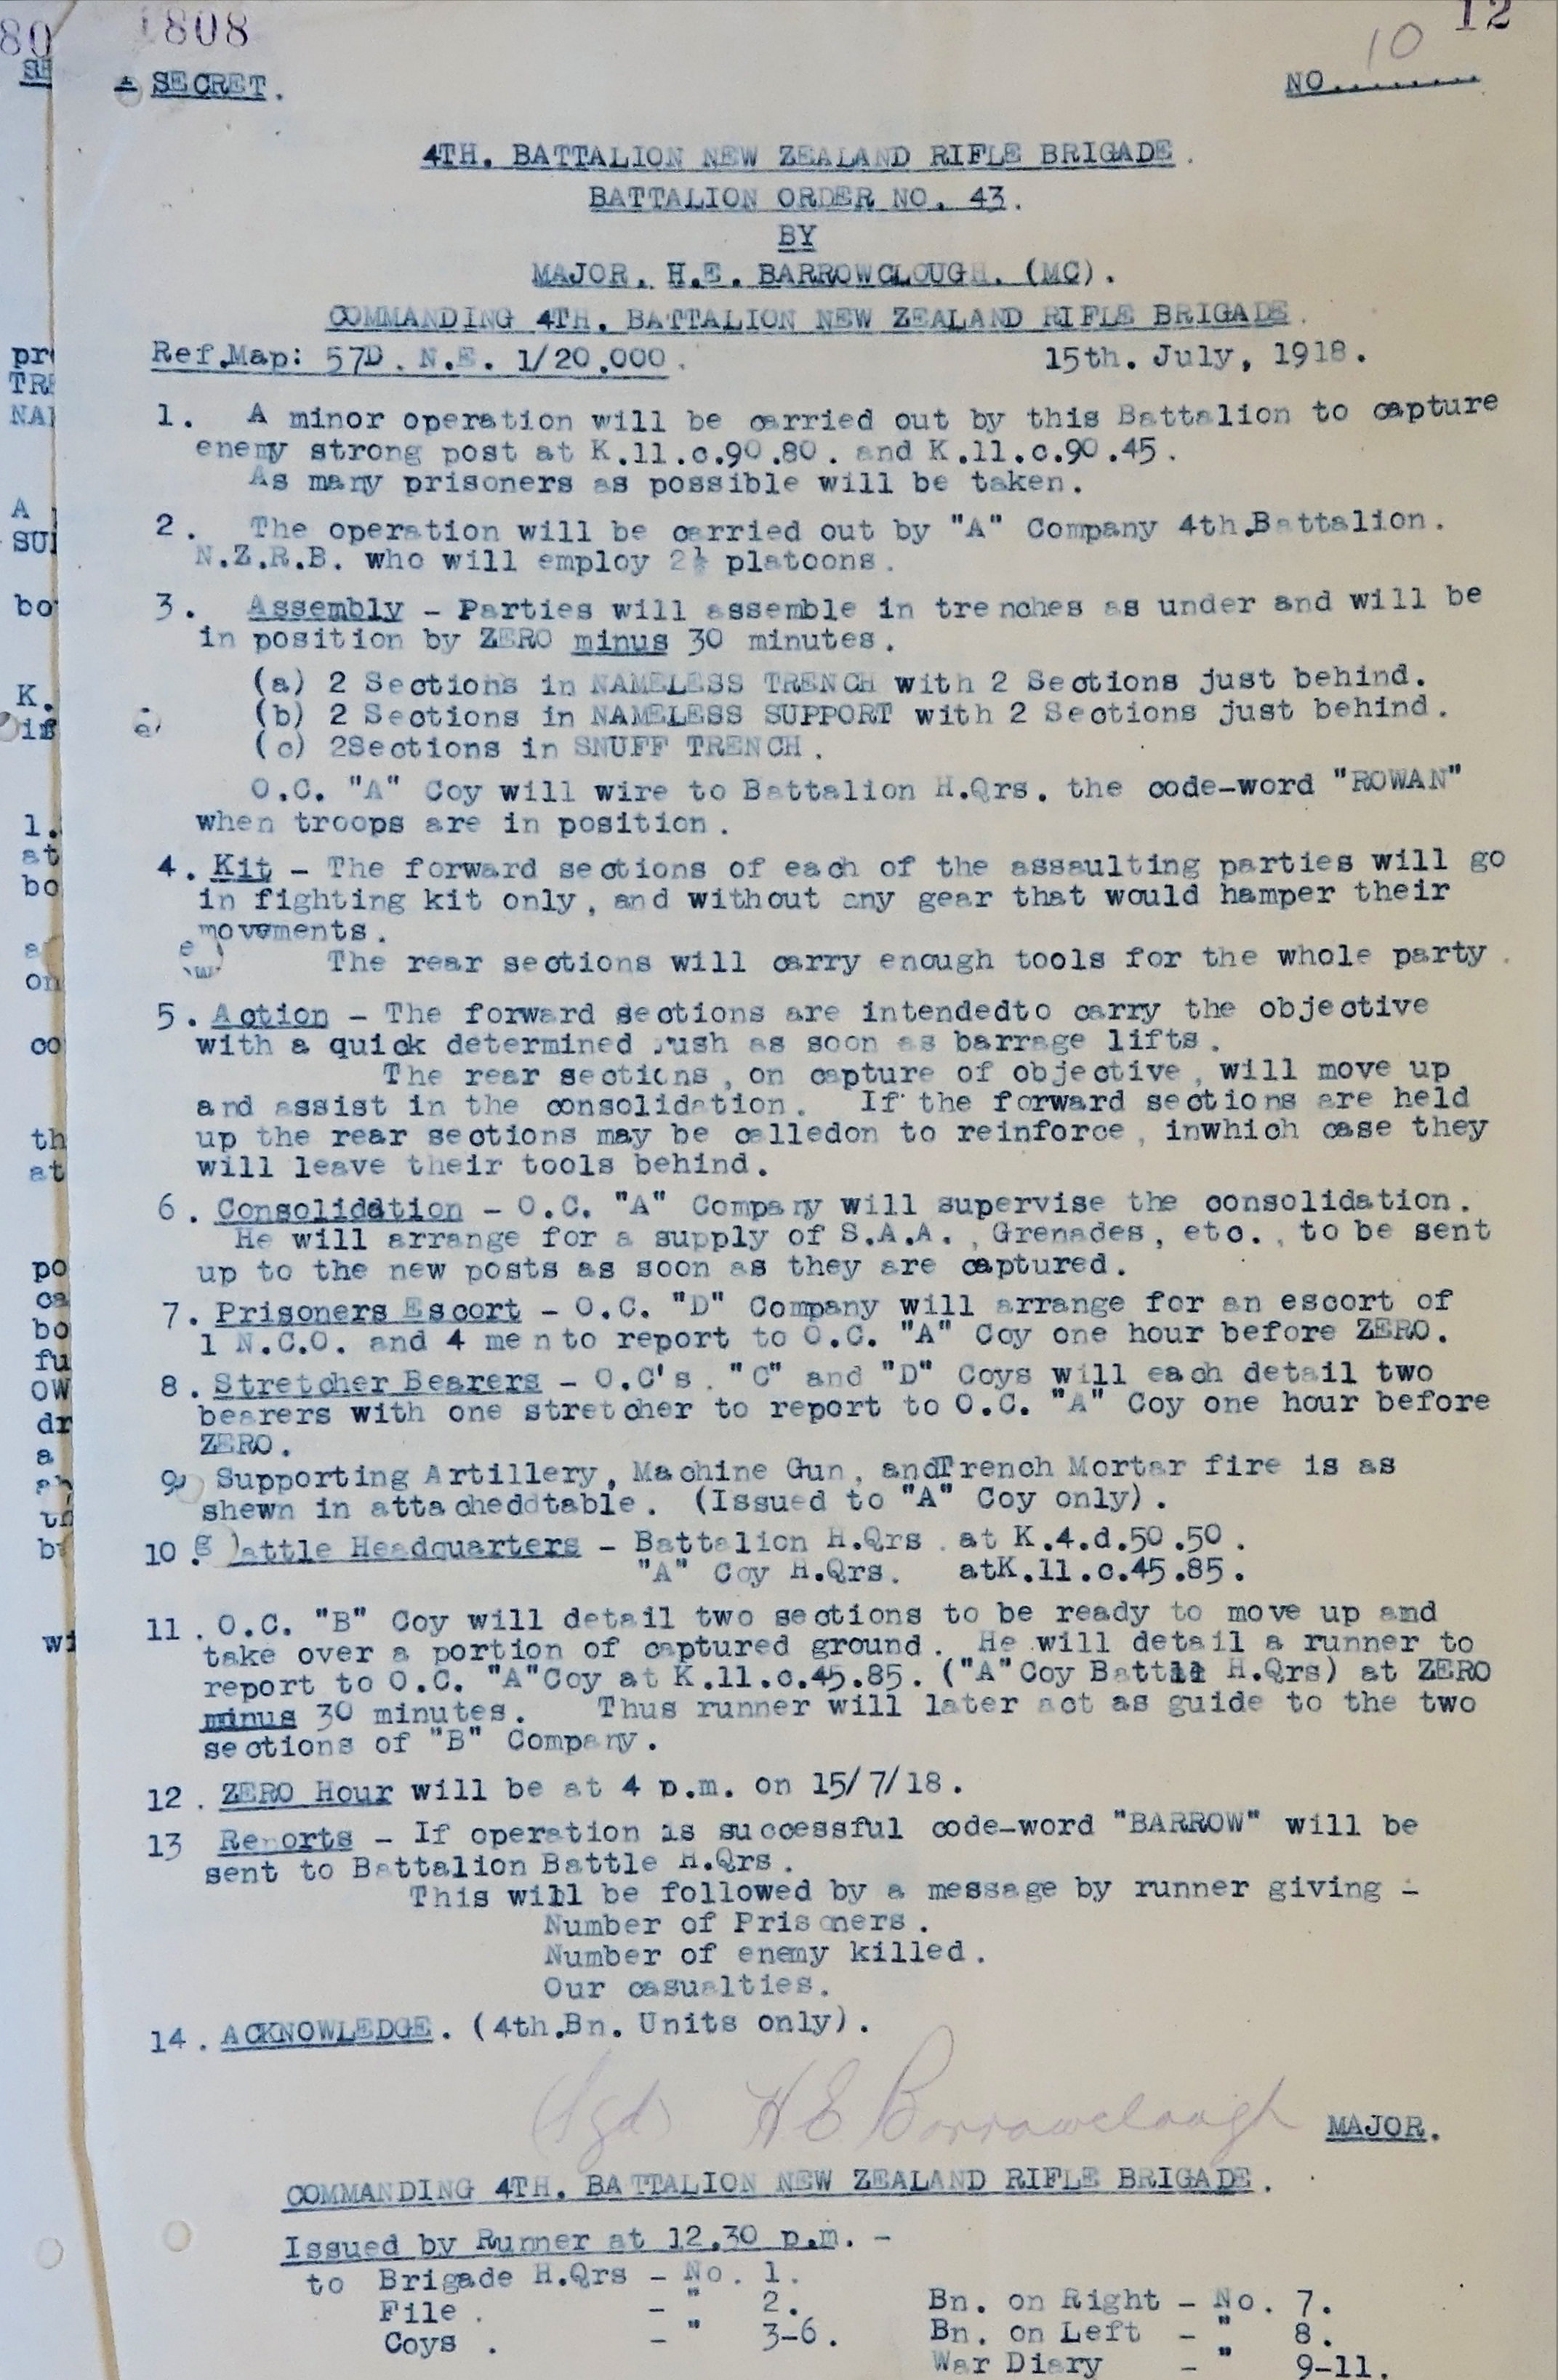 1808
12
SECRET.
NO......... 10
4TH. BATTALION NEW ZEALAND RIFLE BRIGADE.
BATTALION ORDER NO. 43.
BY
MAJOR. H.E. BARROWCLOUGH. (MC).
COMMANDING 4TH. BATTALION NEW ZEALAND RIFLE BRIGADE.
Ref.Map: 57D. N.E. 1/20.000. 15th. July, 1918.
1. A minor operation will be carried out by this Battalion to capture
enemy strong post at K.11.c.90.80. and K.11.c.90.45.
As many prisoners as possible will be taken.
2. The operation will be carried out by "A" Company 4th.Battalion.
N.Z.R.B. who will employ 2½ platoons.
3. Assembly - Parties will assemble in trenches as under and will be
in position by ZERO minus 30 minutes.
(a) 2 Sections in NAMELESS TRENCH with 2 Sections just behind.
(b) 2 Sections in NAMELESS SUPPORT with 2 Sections just behind.
(c) 2Sections in SNUFF TRENCH.
O.C. "A" Coy will wire to Battalion H.Qrs. the code-word "ROWAN"
when troops are in position.
4. Kit - The forward sections of each of the assaulting parties will go
in fighting kit only, and without any gear that would hamper their
movements.
The rear sections will carry enough tools for the whole party.
5. Action - The forward sections are intendedto carry the objective
with a quick determined rush as soon as barrage lifts.
The rear sections, on capture of objective, will move up
and assist in the consolidation. If the forward sections are held
up the rear sections may be calledon to reinforce, inwhich case they
will leave their tools behind.
6. Consolidation - O.C. "A" Company will supervise the consolidation.
He will arrange for a supply of S.A.A., Grenades, etc., to be sent
up to the new posts as soon as they are captured.
7. Prisoners Escort - O.C. "D" Company will arrange for an escort of
1 N.C.O. and 4 men to report to O.C. "A" Coy one hour before ZERO.
8. Stretcher Bearers - O.C's. "C" and "D" Coys will each detail two
bearers with one stretcher to report to O.C. "A" Coy one hour before
ZERO.
9 Supporting Artillery, Machine Gun, andTrench Mortar fire is as
shewn in attacheddtable. (Issued to "A" Coy only).
10. Battle Headquarters - Battalion H.Qrs. at K.4.d.50.50.
"A" Coy H.Qrs. atK.11.c.45.85.
11. O.C. "B" Coy will detail two sections to be ready to move up and
take over a portion of captured ground. He will detail a runner to
report to O.C. "A"Coy at K.11.c.45.85. ("A"Coy Battle H.Qrs) at ZERO
minus 30 minutes. Thus runner will later act as guide to the two
sections of "B" Company.
12. ZERO Hour will be at 4 p.m. on 15/7/18.
13 Reports - If operation is successful code-word "BARROW" will be
sent to Battalion Battle H.Qrs.
This will be followed by a message by runner giving -
Number of Prisoners.
Number of enemy killed.
Our casualties.
14. ACKNOWLEDGE. (4th.Bn. Units only).
(Sgd) H E Barrowclough MAJOR.
COMMANDING 4TH. BATTALION NEW ZEALAND RIFLE BRIGADE.
Issued by Runner at 12.30 p.m. -
to Brigade H.Qrs - No. 1.
File. - " 2.
Coys. - " 3-6.
Bn. on Right - No. 7.
Bn. on Left - " 8.
War Diary - " 9-11.